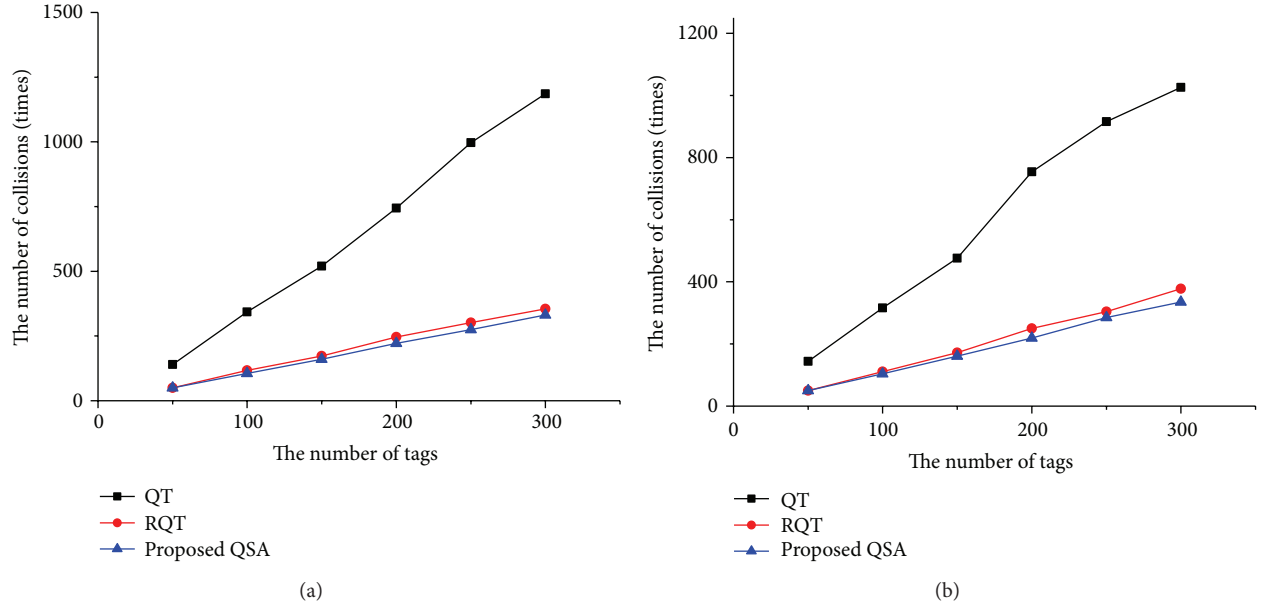 The number of collisions (times)
1500
1000
500
0
0
100
200
300
The number of tags
QT
RQT
Proposed QSA
(a)
The number of collisions (times)
1200
800
400
0
0
100
200
300
The number of tags
QT
RQT
Proposed QSA
(b)